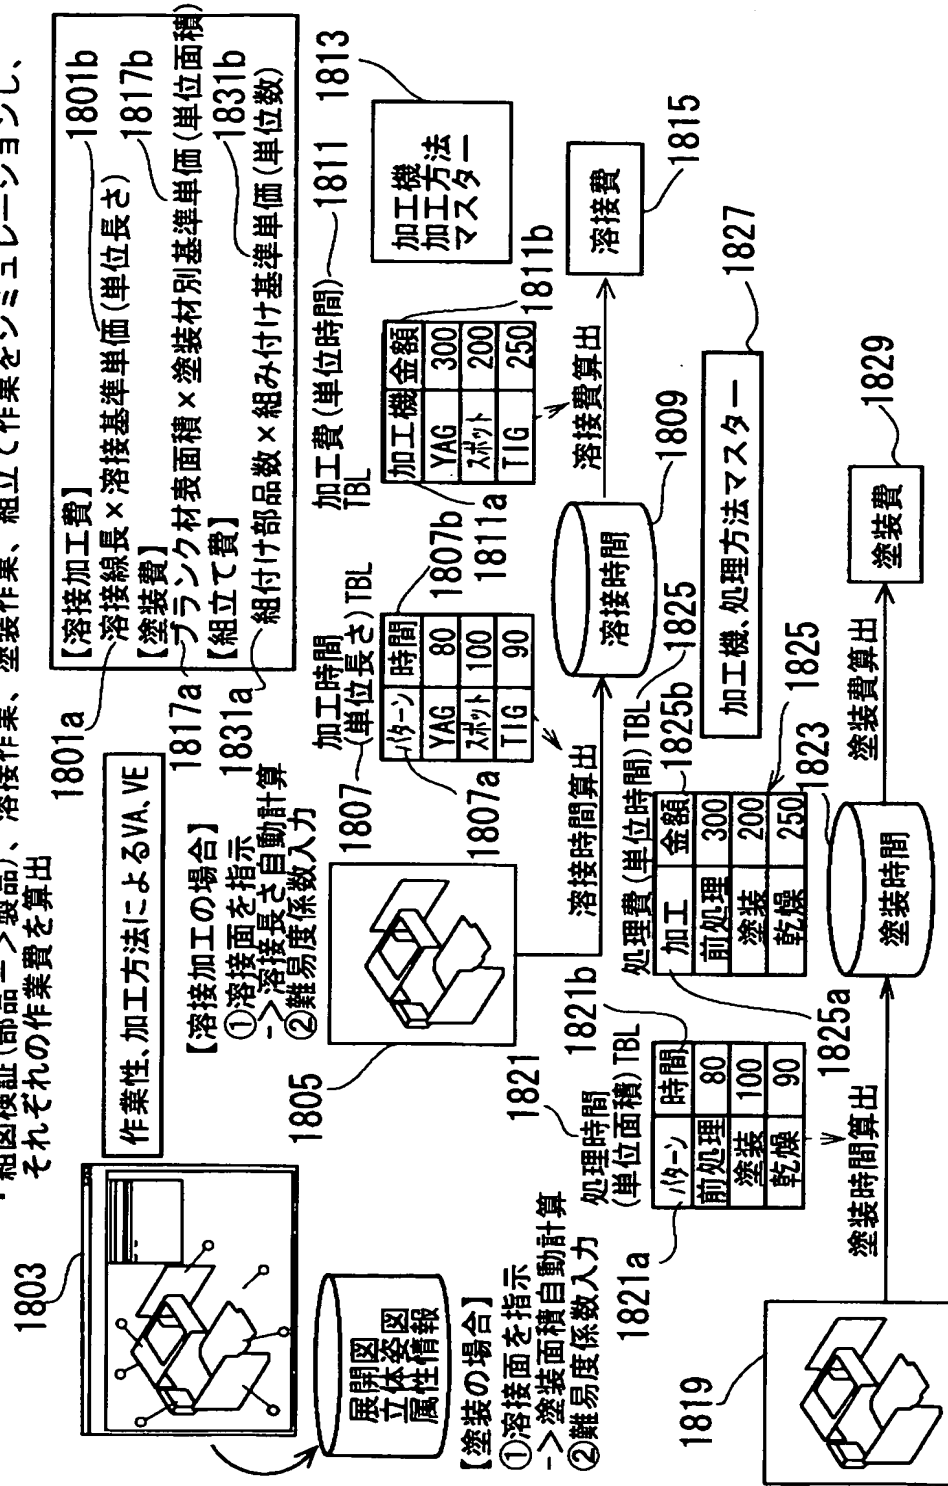 ・組図検証(部品ー>製品)、溶接作業、塗装作業、組立て作業をシミュレーションし、
それぞれの作業費を算出
1803
作業性、加工方法によるVA、VE
1801a
【溶接加工費】
溶接線長×溶接基準単価(単位長さ)
1801b
【塗装費】
ブランク材表面積×塗装材別基準単価(単位面積)
1817a
1817b
【組立て費】
組付け部品数×組み付け基準単価(単位数)
1831a
1831b
展開図
立体姿図
属性情報
【溶接加工の場合】
①溶接面を指示
->溶接長さ自動計算
②難易度係数入力
1805
加工時間
(単位長さ)TBL
1807
パターン 時間
YAG 80
スポット 100
TIG 90
1807a
1807b
加工費(単位時間)
TBL
1811
加工機 金額
YAG 300
スポット 200
TIG 250
1811a
1811b
加工機
加工方法
マスター
1813
溶接時間算出
溶接時間
1809
溶接費算出
溶接費
1815
【塗装の場合】
①溶接面を指示
->塗装面積自動計算
②難易度係数入力
1819
処理時間
(単位面積)TBL
1821
パターン 時間
前処理 80
塗装 100
乾燥 90
1821a
1821b
処理費(単位時間)TBL
1825
加工 金額
前処理 300
塗装 200
乾燥 250
1825a
1825b
1825
加工機、処理方法マスター
1827
塗装時間算出
塗装時間
1823
塗装費算出
塗装費
1829